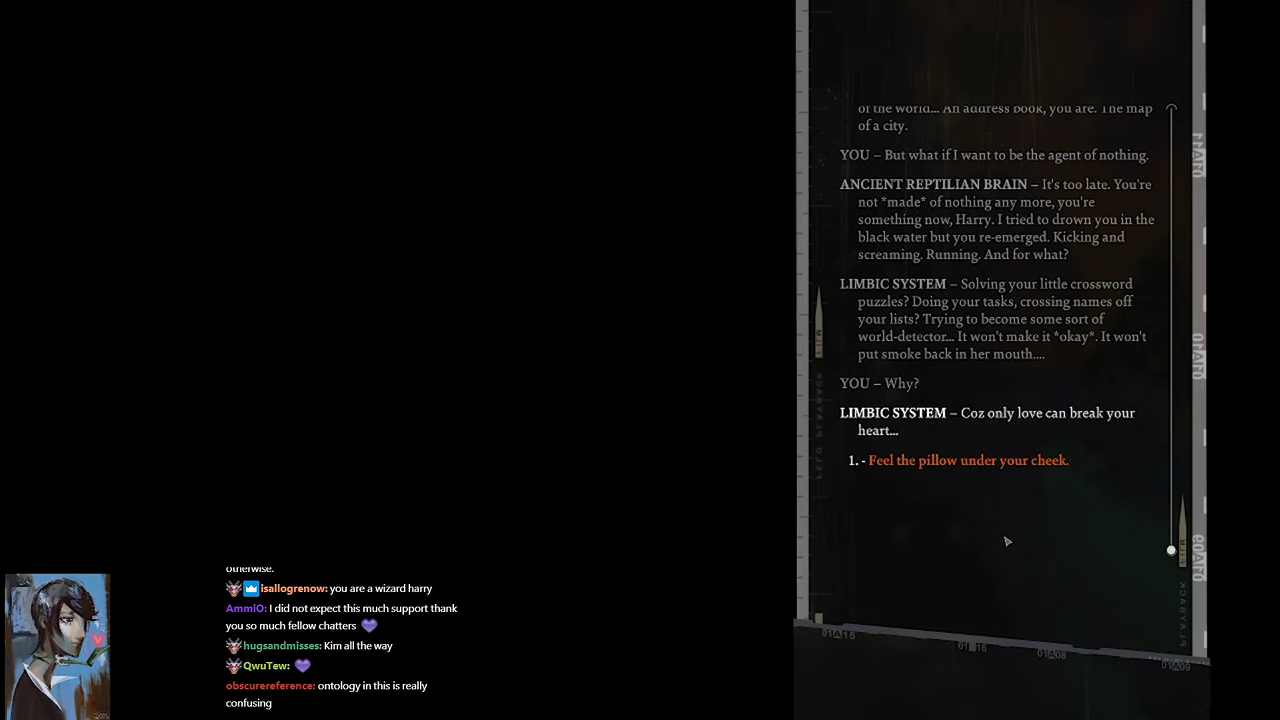 of the world... An address book, you are. The map
of a city.
YOU – But what if I want to be the agent of nothing.
ANCIENT REPTILIAN BRAIN – It's too late. You're
not *made* of nothing any more, you're
something now, Harry. I tried to drown you in the
black water but you re-emerged. Kicking and
screaming. Running. And for what?
LIMBIC SYSTEM – Solving your little crossword
puzzles? Doing your tasks, crossing names off
your lists? Trying to become some sort of
world-detector... It won't make it *okay*. It won't
put smoke back in her mouth....
YOU – Why?
LIMBIC SYSTEM – Coz only love can break your
heart...
1. - Feel the pillow under your cheek.
otherwise.
isallogrenow: you are a wizard harry
AmmiO: I did not expect this much support thank
you so much fellow chatters
hugsandmisses: Kim all the way
QwuTew:
obscurereference: ontology in this is really
confusing